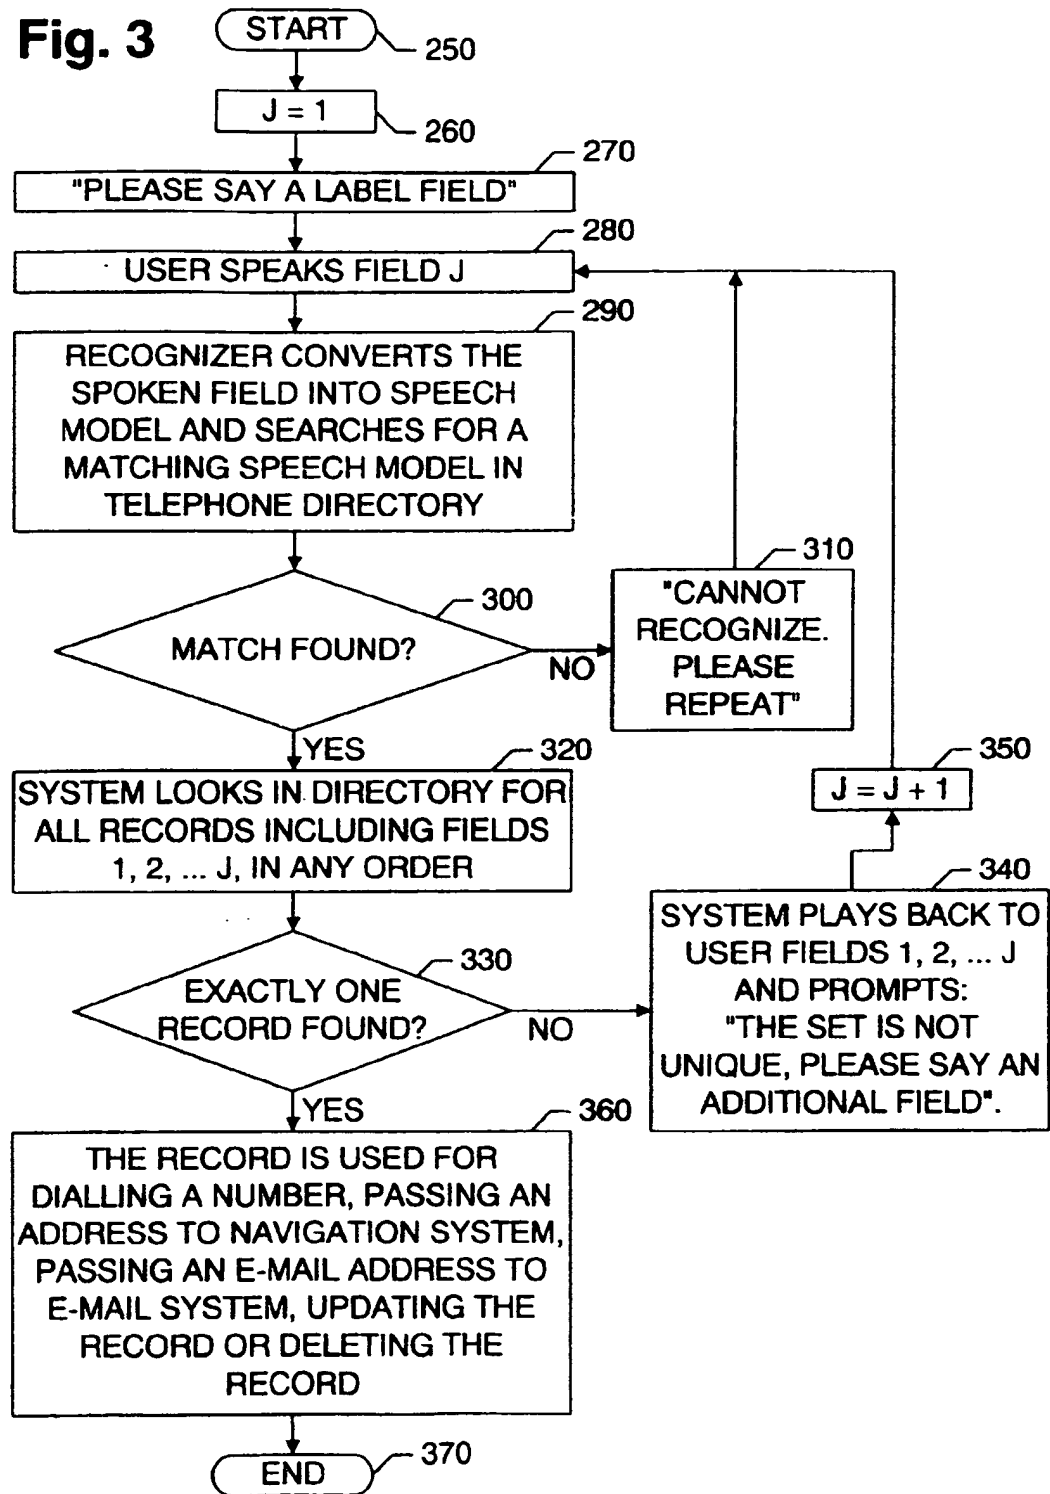 Fig. 3
START
250
J = 1
260
270
"PLEASE SAY A LABEL FIELD"
280
USER SPEAKS FIELD J
290
RECOGNIZER CONVERTS THE
SPOKEN FIELD INTO SPEECH
MODEL AND SEARCHES FOR A
MATCHING SPEECH MODEL IN
TELEPHONE DIRECTORY
300
MATCH FOUND?
NO
310
"CANNOT
RECOGNIZE.
PLEASE
REPEAT"
YES
320
SYSTEM LOOKS IN DIRECTORY FOR
ALL RECORDS INCLUDING FIELDS
1, 2, ... J, IN ANY ORDER
350
J = J + 1
330
EXACTLY ONE
RECORD FOUND?
NO
340
SYSTEM PLAYS BACK TO
USER FIELDS 1, 2, ... J
AND PROMPTS:
"THE SET IS NOT
UNIQUE, PLEASE SAY AN
ADDITIONAL FIELD".
YES
360
THE RECORD IS USED FOR
DIALLING A NUMBER, PASSING AN
ADDRESS TO NAVIGATION SYSTEM,
PASSING AN E-MAIL ADDRESS TO
E-MAIL SYSTEM, UPDATING THE
RECORD OR DELETING THE
RECORD
END
370